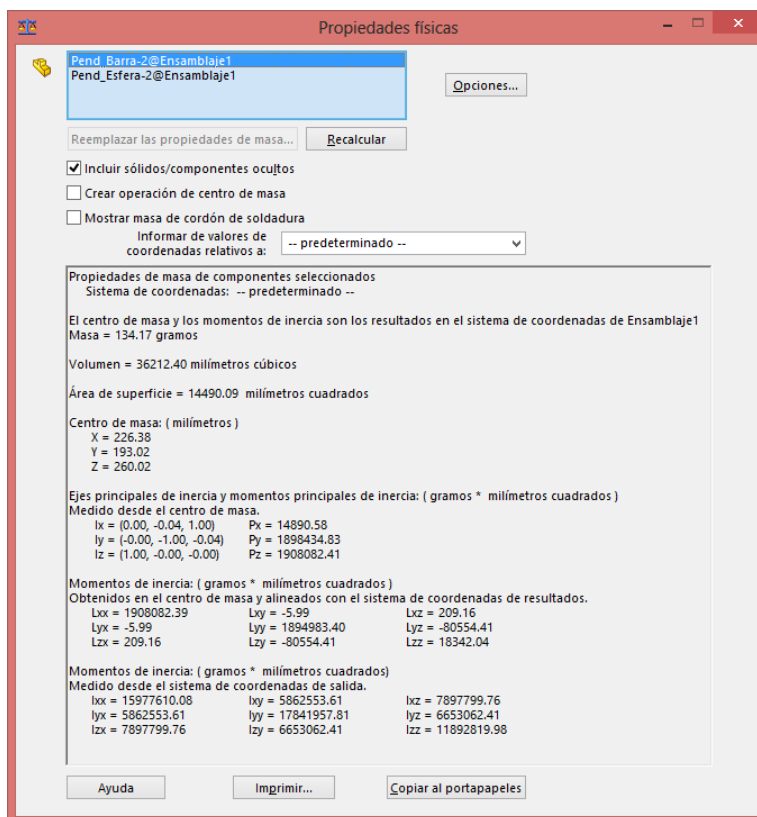 Propiedades físicas
Pend_Barra-2@Ensamblaje1
Pend_Esfera-2@Ensamblaje1
Opciones...
Reemplazar las propiedades de masa...
Recalcular
Incluir sólidos/componentes ocultos
Crear operación de centro de masa
Mostrar masa de cordón de soldadura
Informar de valores de
coordenadas relativos a:
-- predeterminado --
Propiedades de masa de componentes seleccionados
Sistema de coordenadas: -- predeterminado --
El centro de masa y los momentos de inercia son los resultados en el sistema de coordenadas de Ensamblaje1
Masa = 134.17 gramos
Volumen = 36212.40 milímetros cúbicos
Área de superficie = 14490.09 milímetros cuadrados
Centro de masa: ( milímetros )
X = 226.38
Y = 193.02
Z = 260.02
Ejes principales de inercia y momentos principales de inercia: ( gramos * milímetros cuadrados )
Medido desde el centro de masa.
Ix = (0.00, -0.04, 1.00) Px = 14890.58
Iy = (-0.00, -1.00, -0.04) Py = 1898434.83
Iz = (1.00, -0.00, -0.00) Pz = 1908082.41
Momentos de inercia: ( gramos * milímetros cuadrados )
Obtenidos en el centro de masa y alineados con el sistema de coordenadas de resultados.
Lxx = 1908082.39 Lxy = -5.99 Lxz = 209.16
Lyx = -5.99 Lyy = 1894983.40 Lyz = -80554.41
Lzx = 209.16 Lzy = -80554.41 Lzz = 18342.04
Momentos de inercia: ( gramos * milímetros cuadrados)
Medido desde el sistema de coordenadas de salida.
Ixx = 15977610.08 Ixy = 5862553.61 Ixz = 7897799.76
Iyx = 5862553.61 Iyy = 17841957.81 Iyz = 6653062.41
Izx = 7897799.76 Izy = 6653062.41 Izz = 11892819.98
Ayuda
Imprimir...
Copiar al portapapeles